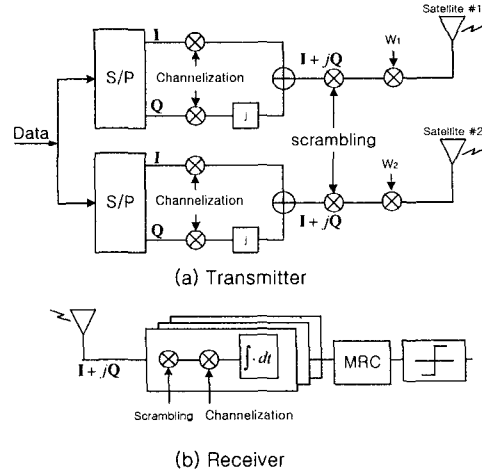 Satellite #1
I
I + jQ
W1
S/P
Channelization
Q
j
Data
scrambling
Satellite #2
I
W2
S/P
Channelization
I + jQ
Q
j
(a) Transmitter
I + jQ
∫· dt
MRC
Scrambling Channelization
(b) Receiver